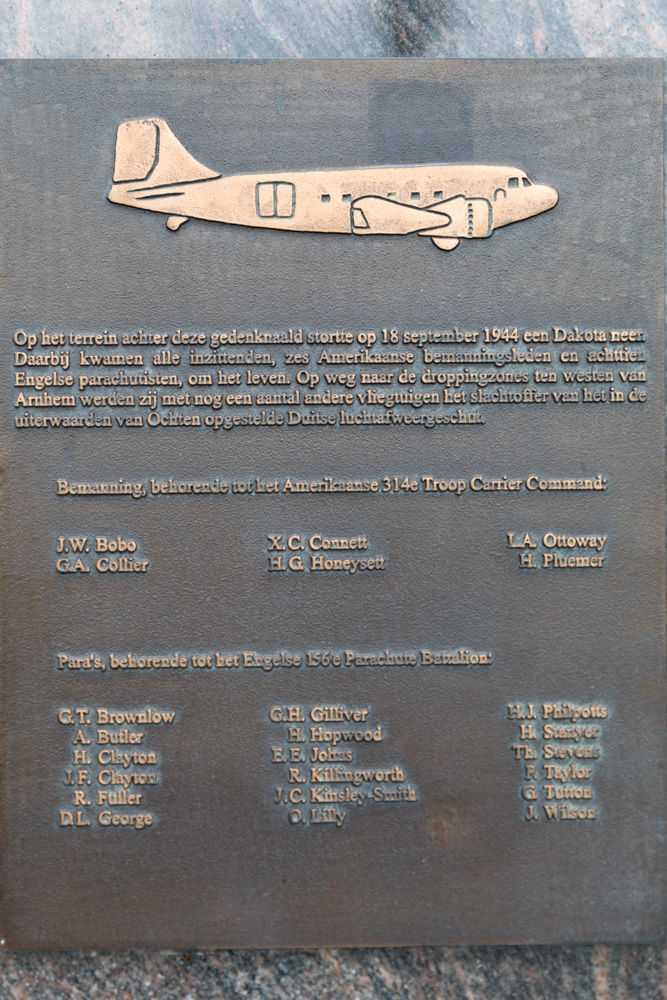 Op het terrein achter deze gedenknaald stortte op 18 september 1944 een Dakota neer.
Daarbij kwamen alle inzittenden, zes Amerikaanse bemanningsleden en achttien
Engelse parachutisten, om het leven. Op weg naar de droppingzones ten westen van
Arnhem werden zij met nog een aantal andere vliegtuigen het slachtoffer van het in de
uiterwaarden van Ochten opgestelde Duitse luchtafweergeschut.
Bemanning, behorende tot het Amerikaanse 314e Troop Carrier Command:
J.W. Bobo X.C. Connett L.A. Ottoway
G.A. Collier H.G. Honeysett H. Pluemer
Para's, behorende tot het Engelse 156e Parachute Battalion:
G.T. Brownlow G.H. Gilliver H.J. Philpotts
A. Butler H. Hopwood H. Stanyer
H. Clayton E.E. Johns Th. Stevens
J.F. Clayton R. Killingworth F. Taylor
R. Fuller J.C. Kinsley-Smith G. Tutton
D.L. George O. Lilly J. Wilson